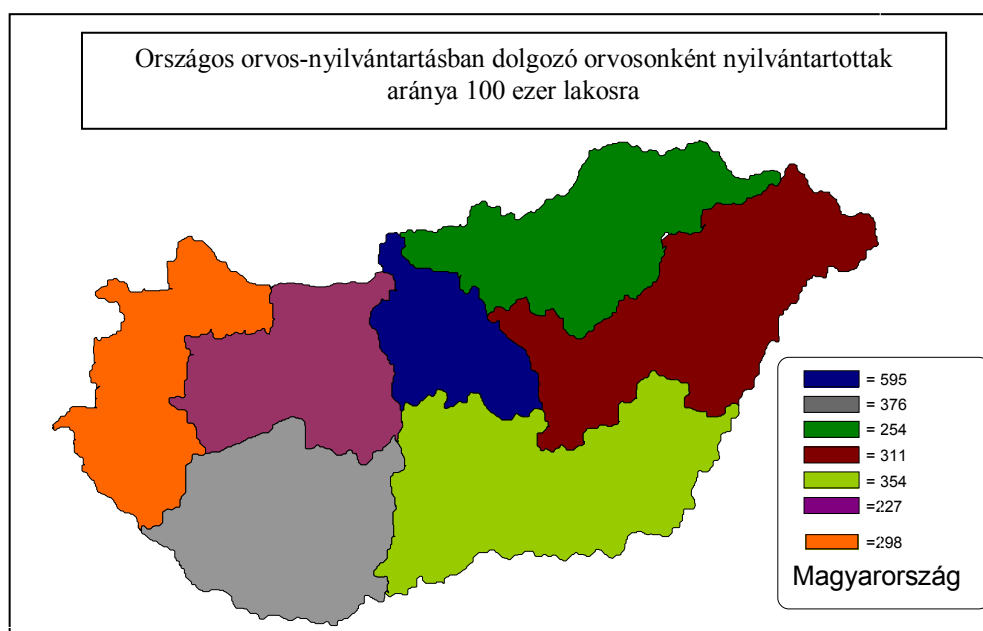 Országos orvos-nyilvántartásban dolgozó orvosonként nyilvántartottak
aránya 100 ezer lakosra
= 595
= 376
= 254
= 311
= 354
=227
=298
Magyarország